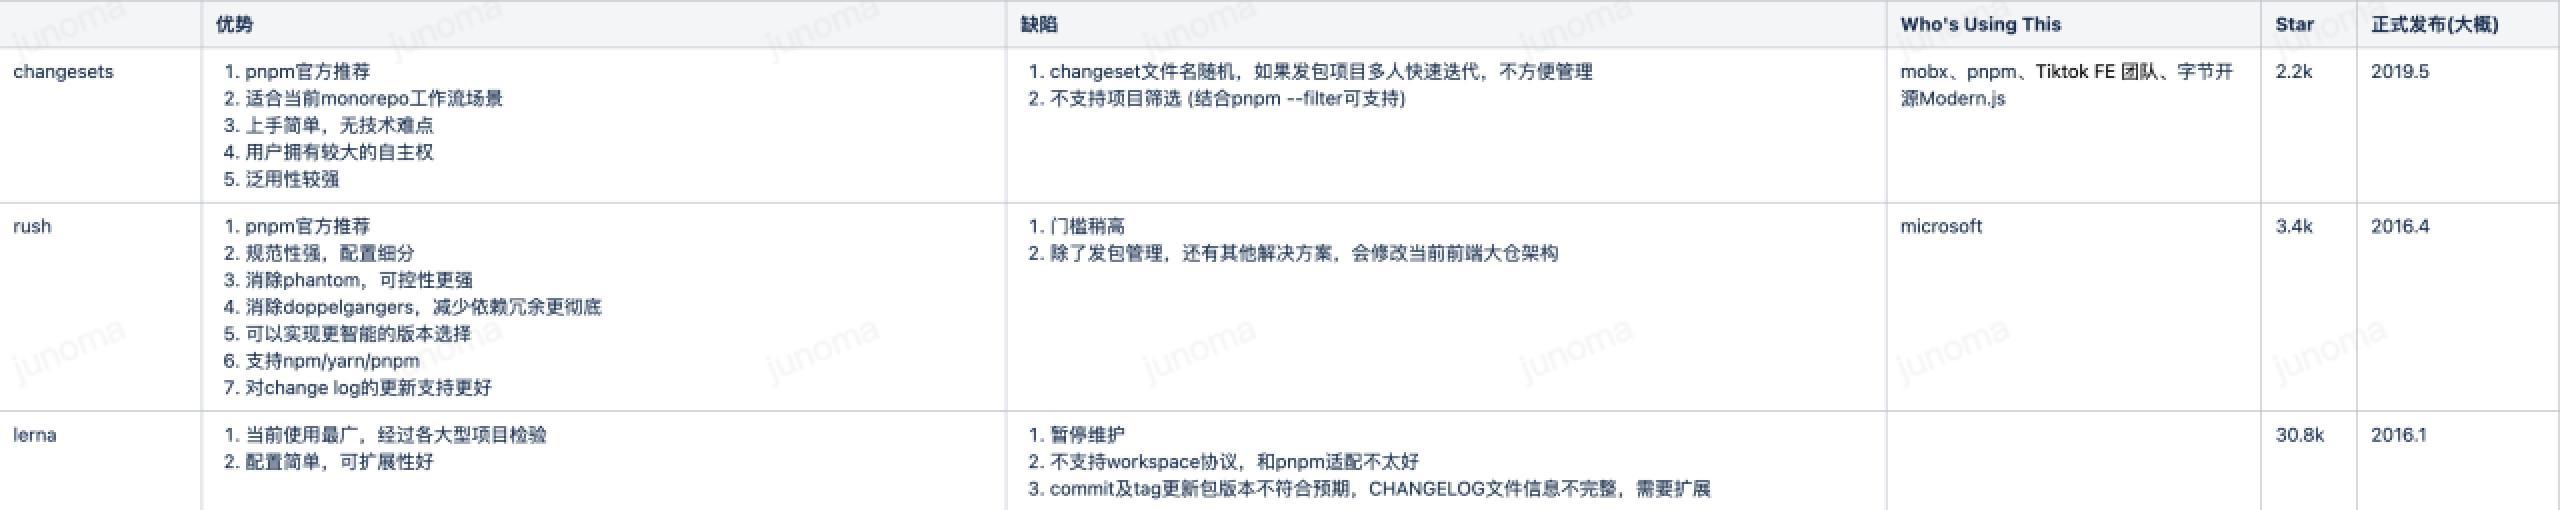 优势 缺陷 Who's Using This Star 正式发布(大概)
changesets
1. pnpm官方推荐
2. 适合当前monorepo工作流场景
3. 上手简单，无技术难点
4. 用户拥有较大的自主权
5. 泛用性较强
1. changeset文件名随机，如果发包项目多人快速迭代，不方便管理
2. 不支持项目筛选 (结合pnpm --filter可支持)
mobx、pnpm、Tiktok FE 团队、字节开
源Modern.js
2.2k
2019.5
rush
1. pnpm官方推荐
2. 规范性强，配置细分
3. 消除phantom，可控性更强
4. 消除doppelgangers，减少依赖冗余更彻底
5. 可以实现更智能的版本选择
6. 支持npm/yarn/pnpm
7. 对change log的更新支持更好
1. 门槛稍高
2. 除了发包管理，还有其他解决方案，会修改当前前端大仓架构
microsoft
3.4k
2016.4
lerna
1. 当前使用最广，经过各大型项目检验
2. 配置简单，可扩展性好
1. 暂停维护
2. 不支持workspace协议，和pnpm适配不太好
3. commit及tag更新包版本不符合预期，CHANGELOG文件信息不完整，需要扩展
30.8k
2016.1
junoma
junoma
junoma
junoma
junoma
junoma
junoma
junoma
junoma
junoma
junoma
junoma
junoma
junoma